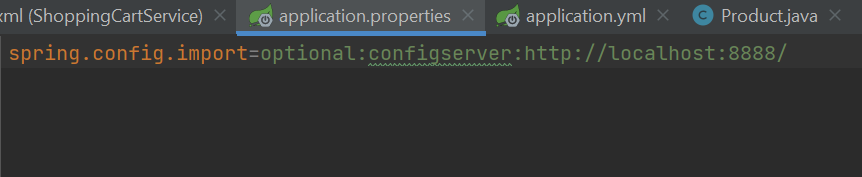 xml (ShoppingCartService) application.properties application.yml Product.java
spring.config.import=optional:configserver:http://localhost:8888/